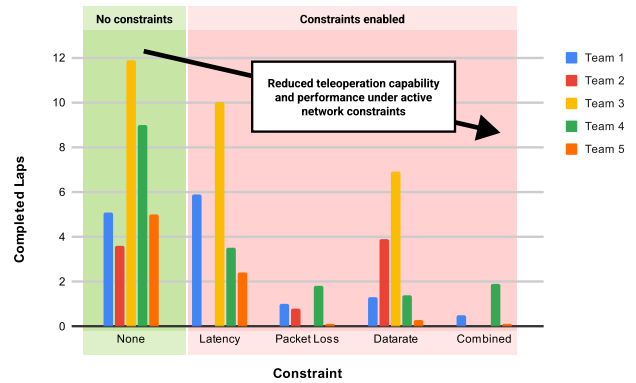 No constraints
Constraints enabled
12
10
8
6
4
2
0
Reduced teleoperation capability
and performance under active
network constraints
Team 1
Team 2
Team 3
Team 4
Team 5
Completed Laps
None
Latency
Packet Loss
Datarate
Combined
Constraint